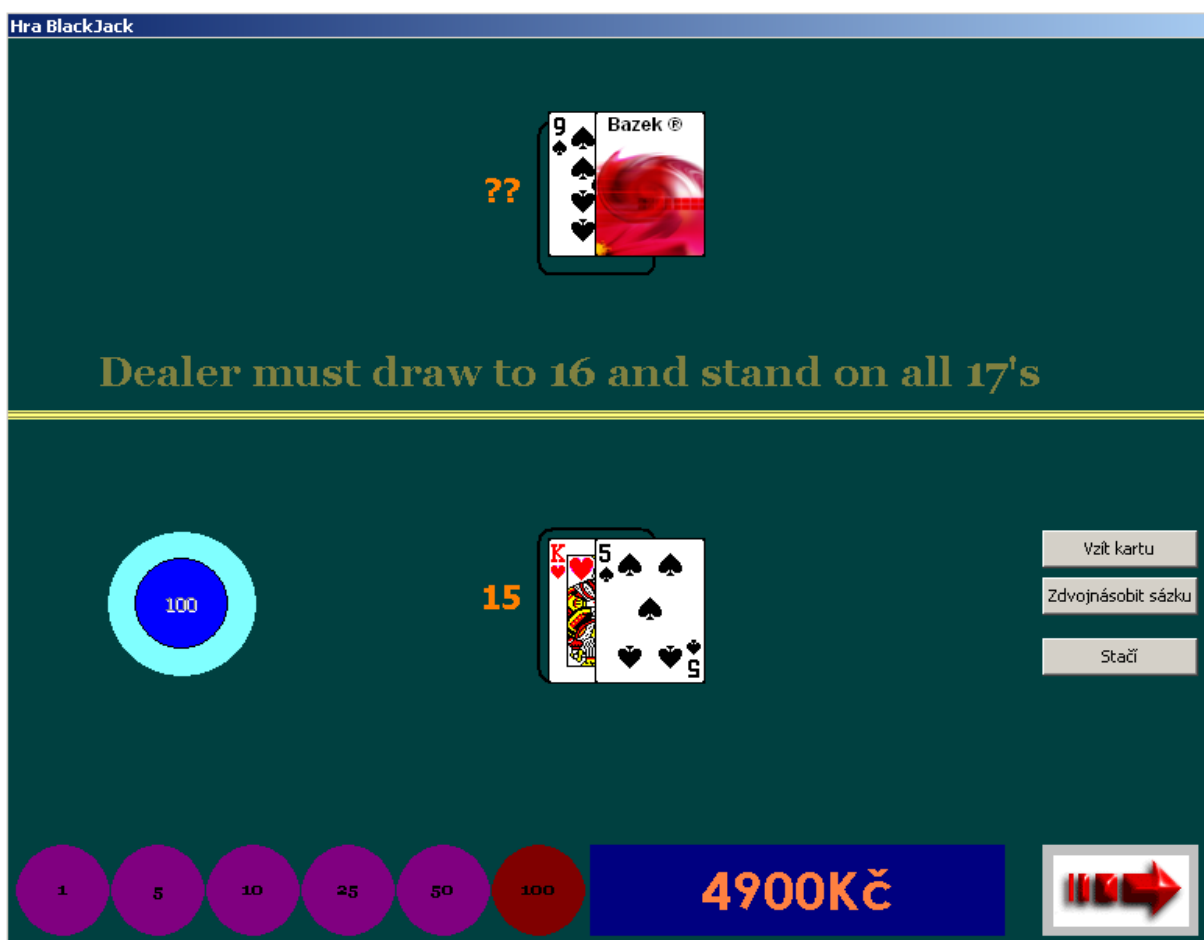 Hra BlackJack
9
Bazek ®
??
Dealer must draw to 16 and stand on all 17's
Vzít kartu
K 5
100
15
Zdvojnásobit sázku
Stačí
5
1 5 10 25 50 100
4900Kč